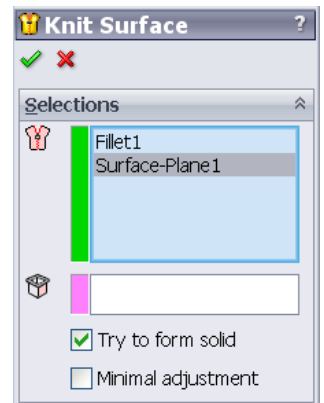 Knit Surface ?
Selections
Fillet1
Surface-Plane1
Try to form solid
Minimal adjustment